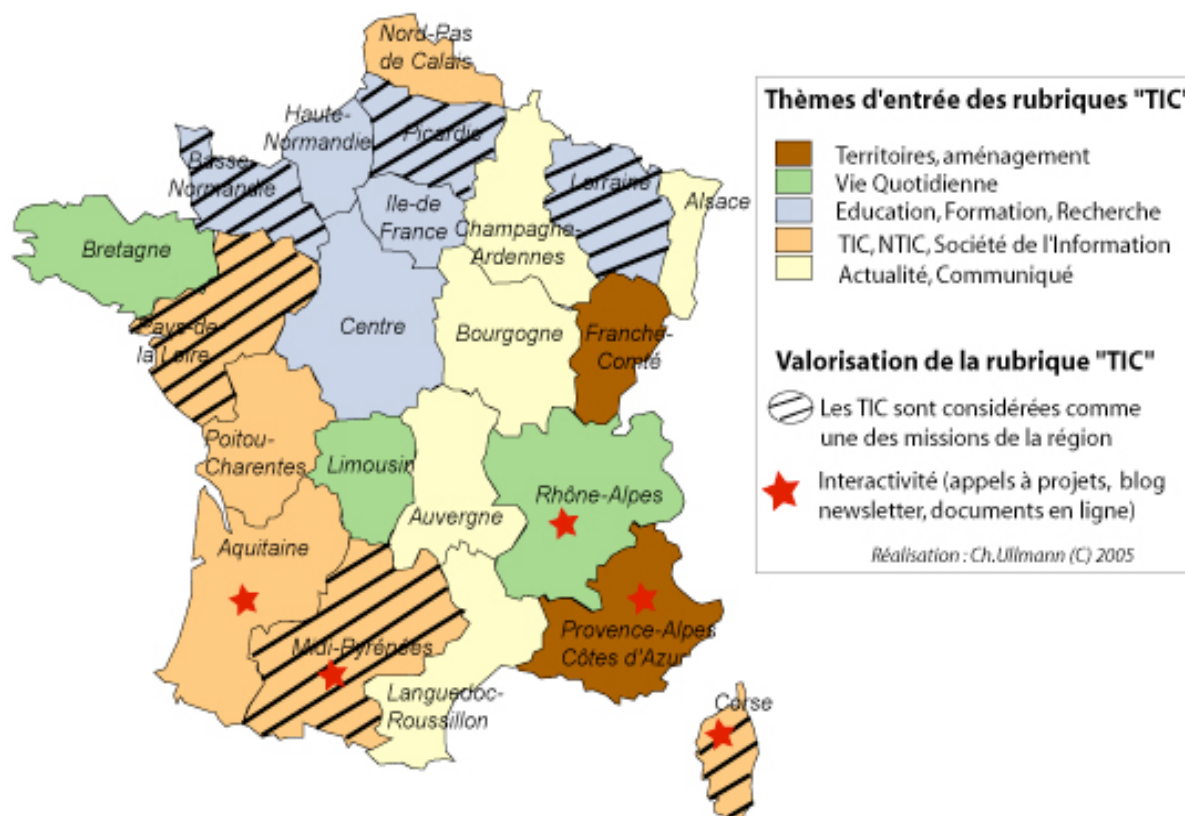 Nord-Pas
de Calais
Haute-
Normandie
Picardie
Basse
Normandie
Ile-de
France
Lorraine
Alsace
Champagne-
Ardennes
Bretagne
Pays-de-
la Loire
Centre
Bourgogne
Franche-
Comté
Poitou-
Charentes
Limousin
Auvergne
Rhône-Alpes
Aquitaine
Midi-Pyrénées
Provence-Alpes
Côtes d'Azur
Languedoc-
Roussillon
Corse
Thèmes d'entrée des rubriques "TIC"
Territoires, aménagement
Vie Quotidienne
Education, Formation, Recherche
TIC, NTIC, Société de l'Information
Actualité, Communiqué
Valorisation de la rubrique "TIC"
Les TIC sont considérées comme
une des missions de la région
Interactivité (appels à projets, blog
newsletter, documents en ligne)
Réalisation : Ch.Ullmann (C) 2005